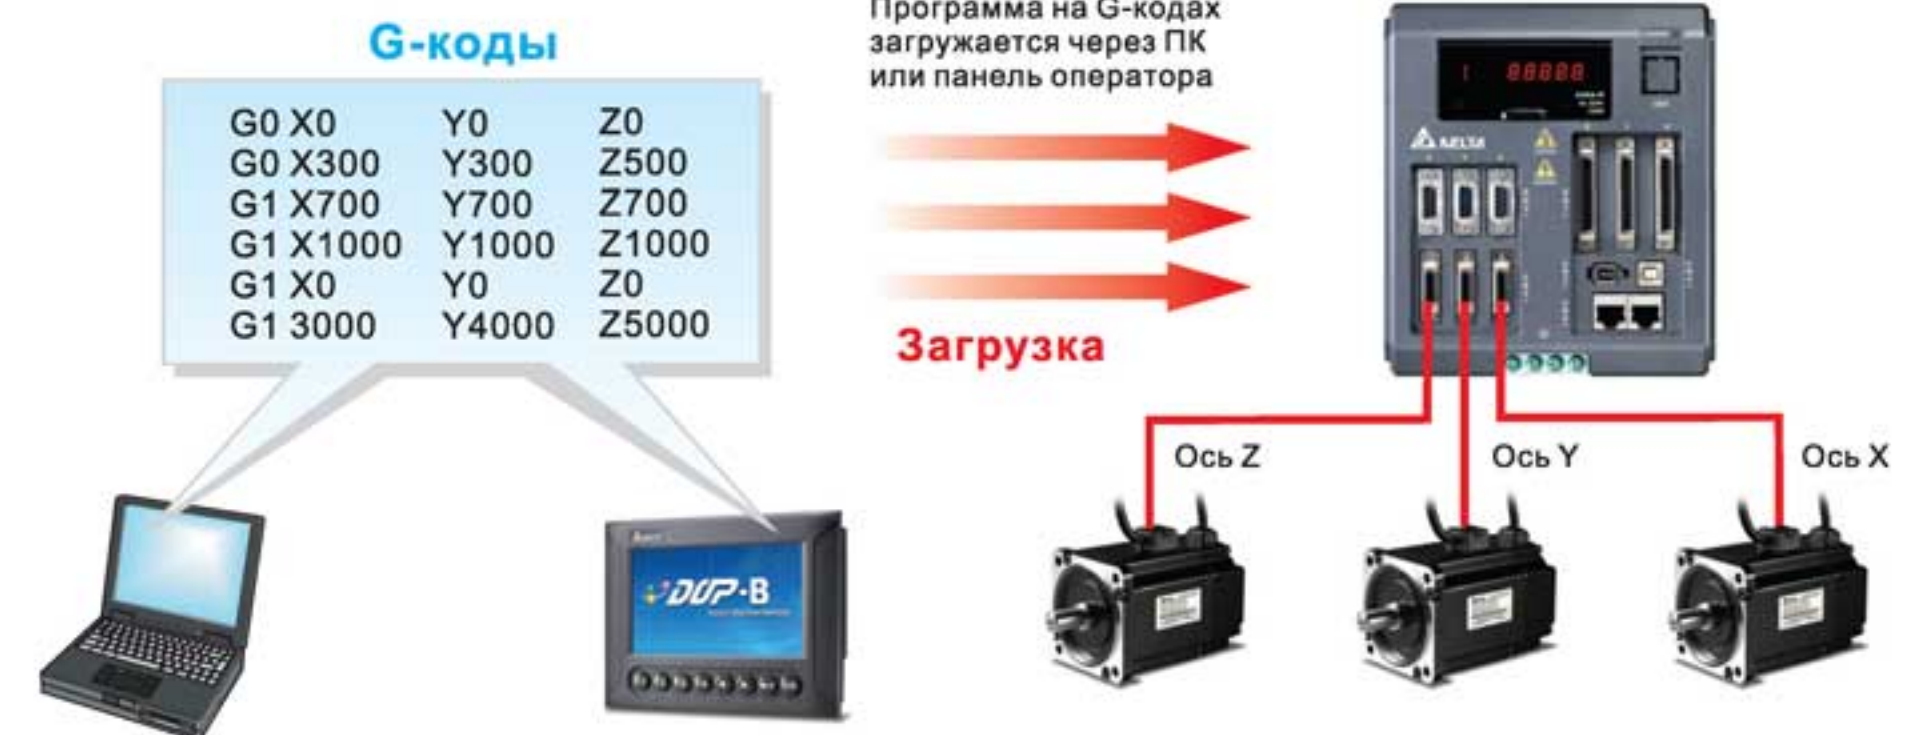 G-коды
G0 X0 Y0 Z0
G0 X300 Y300 Z500
G1 X700 Y700 Z700
G1 X1000 Y1000 Z1000
G1 X0 Y0 Z0
G1 3000 Y4000 Z5000
Программа на G-кодах
загружается через ПК
или панель оператора
Загрузка
DELTA
Ось Z
Ось Y
Ось X
DOP-B